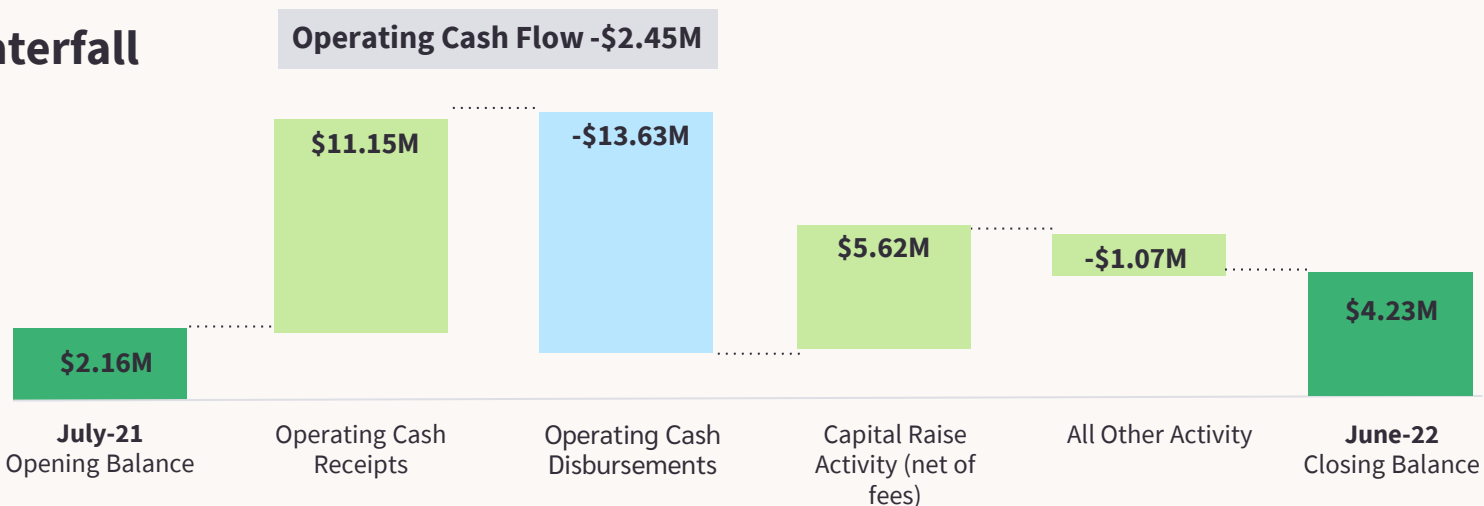 Operating Cash Flow -$2.45M
$11.15M
-$13.63M
$5.62M
-$1.07M
$4.23M
$2.16M
July-21
Opening Balance
Operating Cash
Receipts
Operating Cash
Disbursements
Capital Raise
Activity (net of
fees)
All Other Activity
June-22
Closing Balance